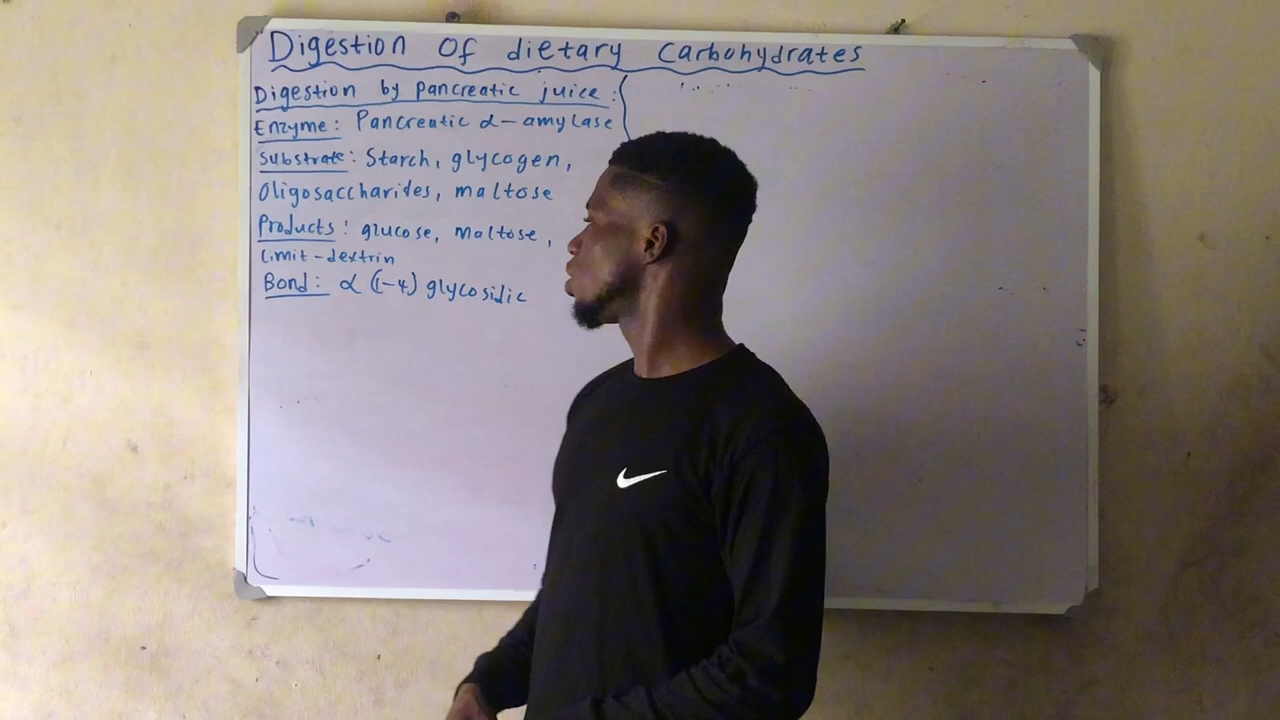 Digestion Of dietary Carbohydrates
Digestion by pancreatic juice:
Enzyme: Pancreatic α-amylase
Substrate: Starch, glycogen,
Oligosaccharides, maltose
Products: glucose, maltose,
Limit-dextrin
Bond: α (1-4) glycosidic